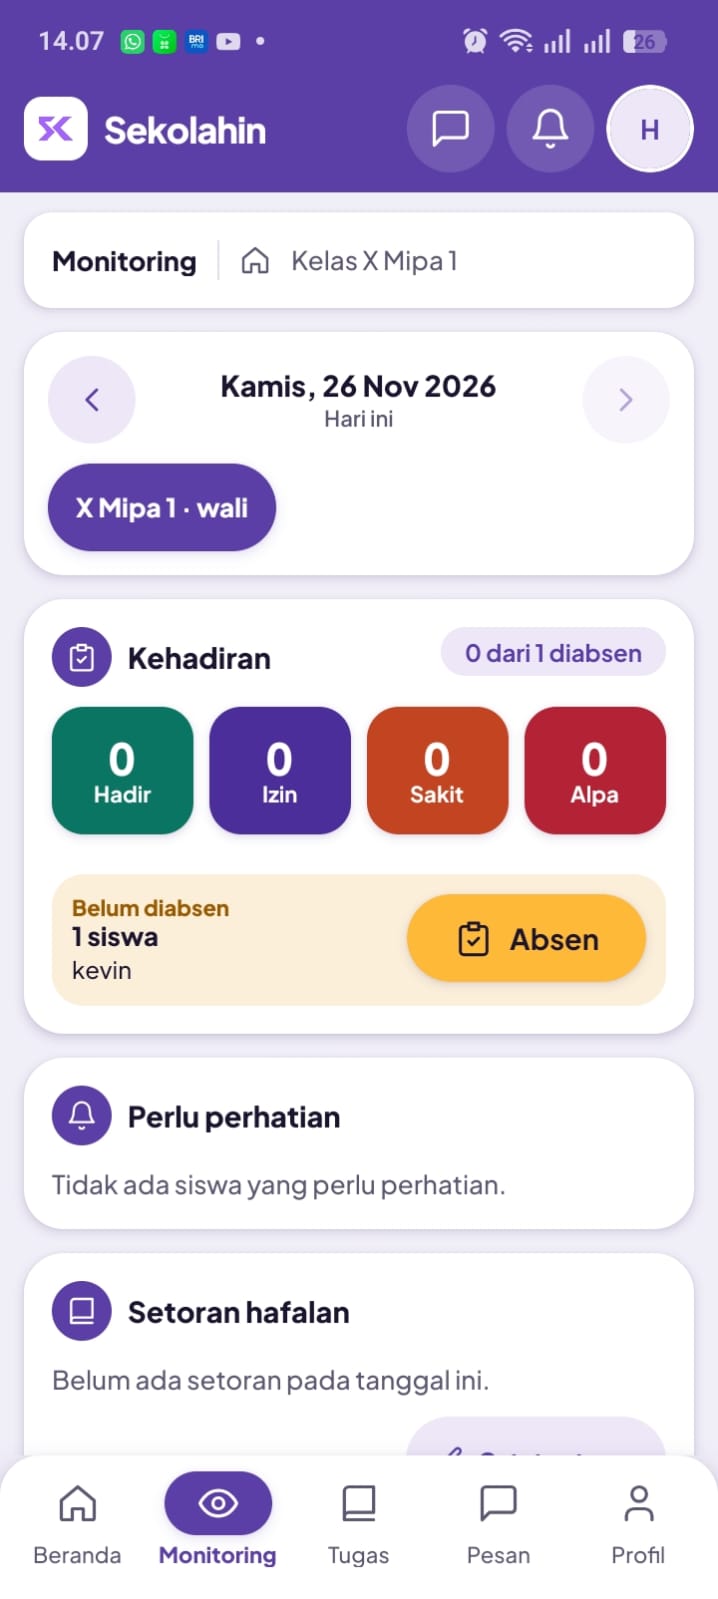 14.07
BRI
mo
26
Sekolahin
H
Monitoring
Kelas X Mipa 1
Kamis, 26 Nov 2026
Hari ini
X Mipa 1 · wali
Kehadiran
0 dari 1 diabsen
0 Hadir
0 Izin
0 Sakit
0 Alpa
Belum diabsen
1 siswa
kevin
Absen
Perlu perhatian
Tidak ada siswa yang perlu perhatian.
Setoran hafalan
Belum ada setoran pada tanggal ini.
Beranda
Monitoring
Tugas
Pesan
Profil